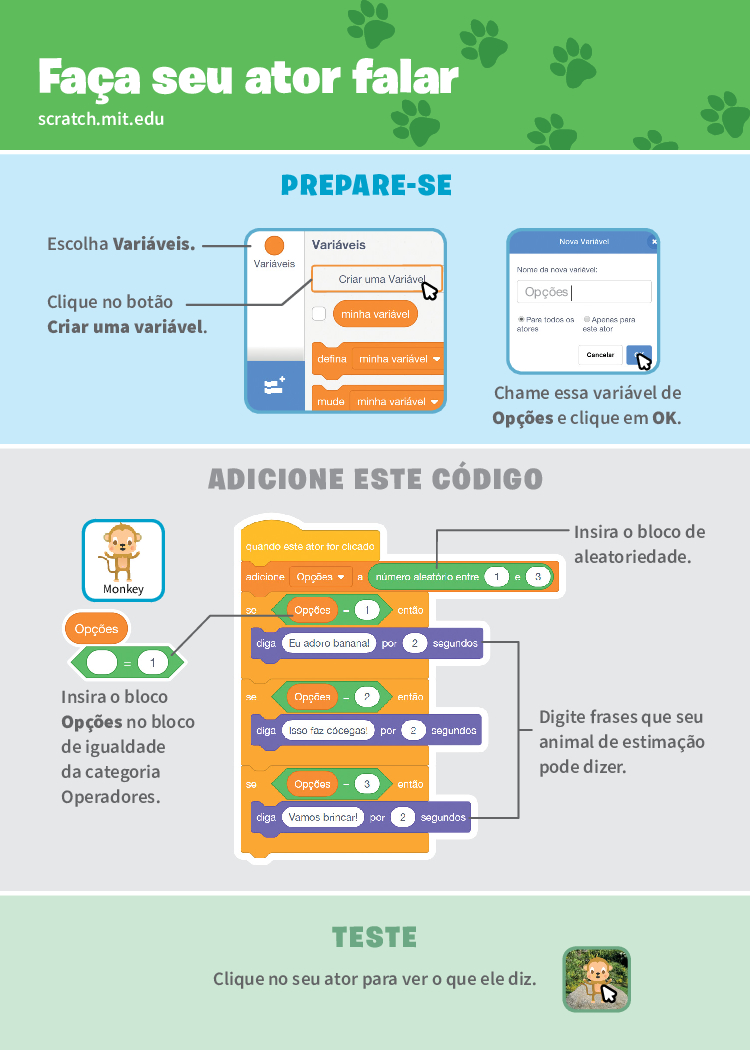 Faça seu ator falar
scratch.mit.edu
PREPARE-SE
Escolha Variáveis.
Clique no botão
Criar uma variável.
Variáveis
Variáveis
Criar uma Variável
minha variável
defina minha variável
mude minha variável
Nova Variável
Nome da nova variável:
Opções
Para todos os
atores
Apenas para
este ator
Cancelar
Chame essa variável de
Opções e clique em OK.
ADICIONE ESTE CÓDIGO
Monkey
Opções
= 1
Insira o bloco
Opções no bloco
de igualdade
da categoria
Operadores.
quando este ator for clicado
adicione Opções a número aleatório entre 1 e 3
se Opções = 1 então
diga Eu adoro banana! por 2 segundos
se Opções = 2 então
diga Isso faz cócegas! por 2 segundos
se Opções = 3 então
diga Vamos brincar! por 2 segundos
Insira o bloco de
aleatoriedade.
Digite frases que seu
animal de estimação
pode dizer.
TESTE
Clique no seu ator para ver o que ele diz.